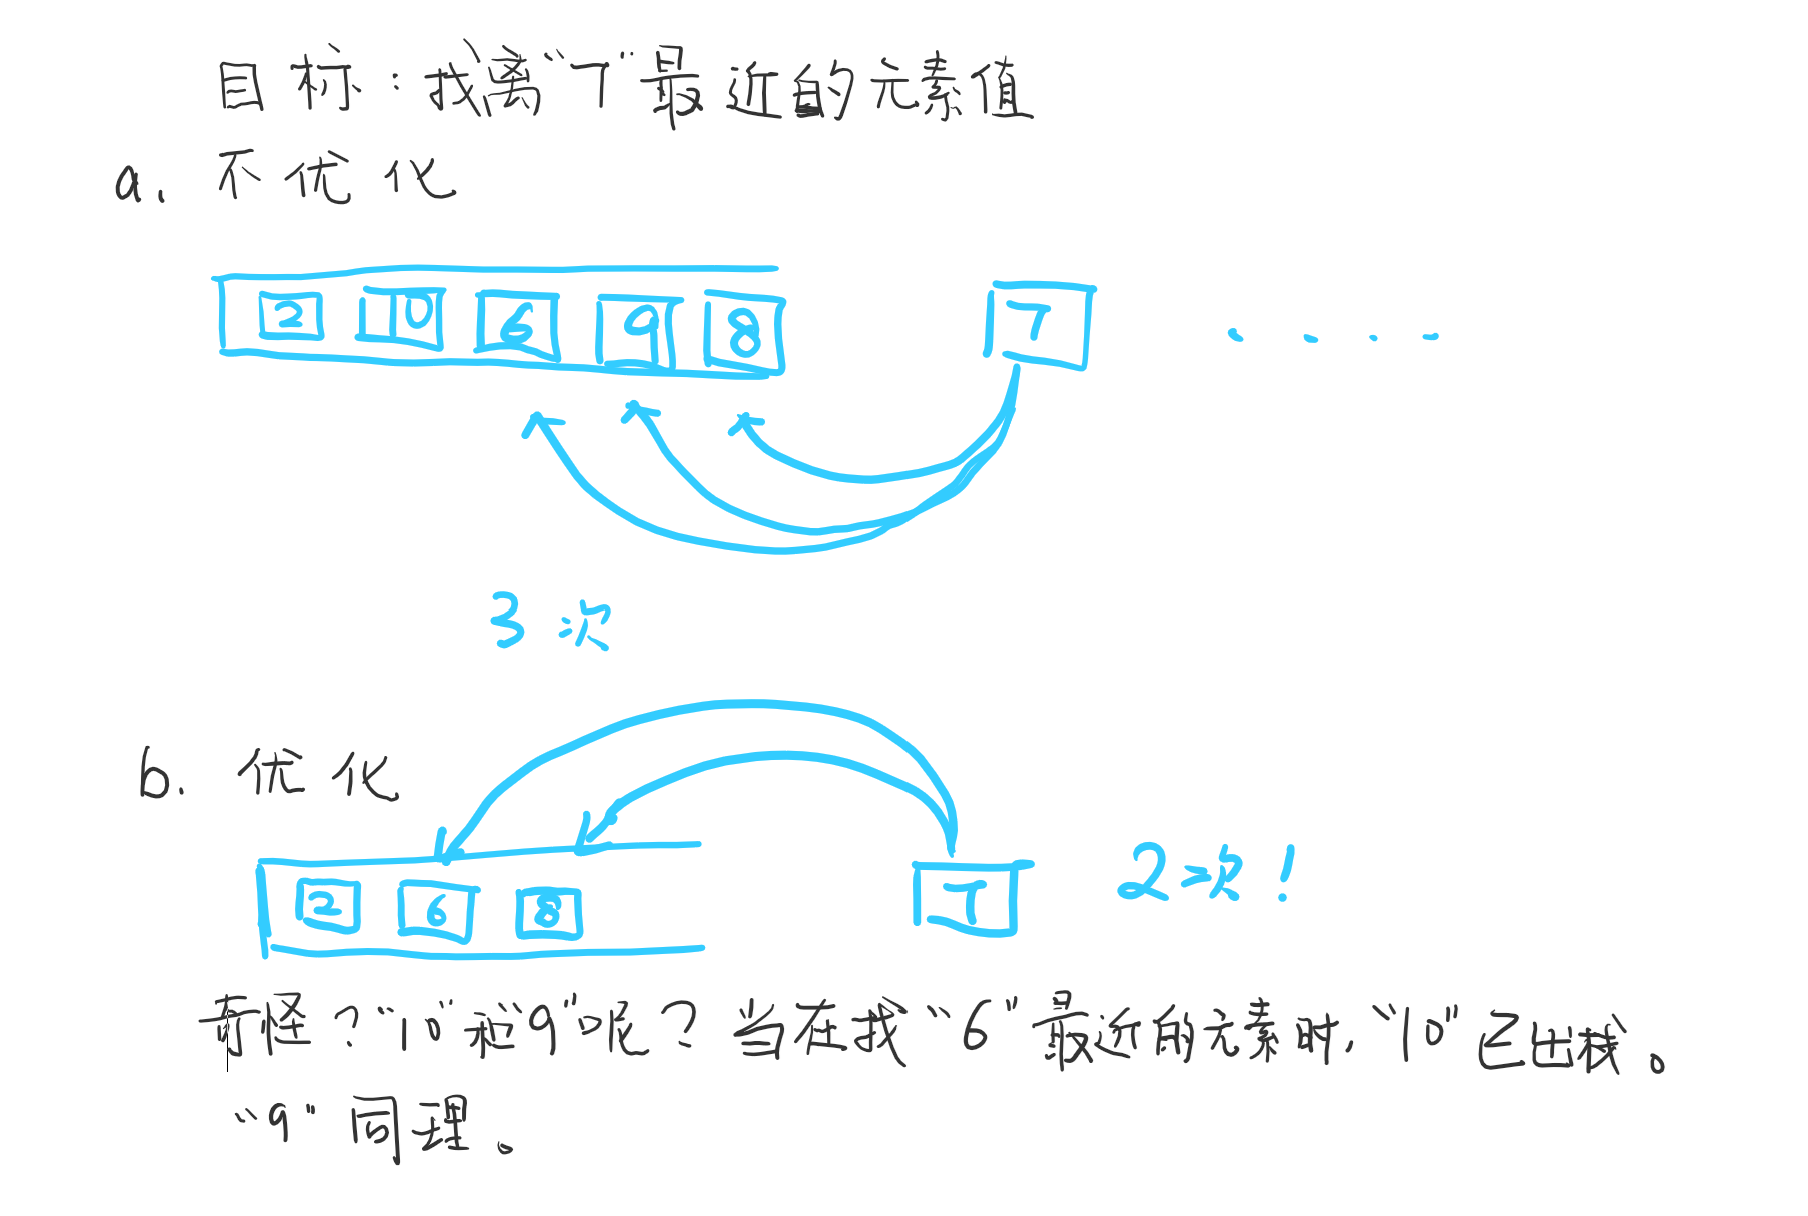 目标:找离“7”最近的元素值
a. 不优化
2 10 6 9 8 7 ....
3次
b. 优化
2 6 8 7 2次!
奇怪?“10”和“9”呢?当在找“6”最近的元素时,“10”已出栈。
“9”同理。